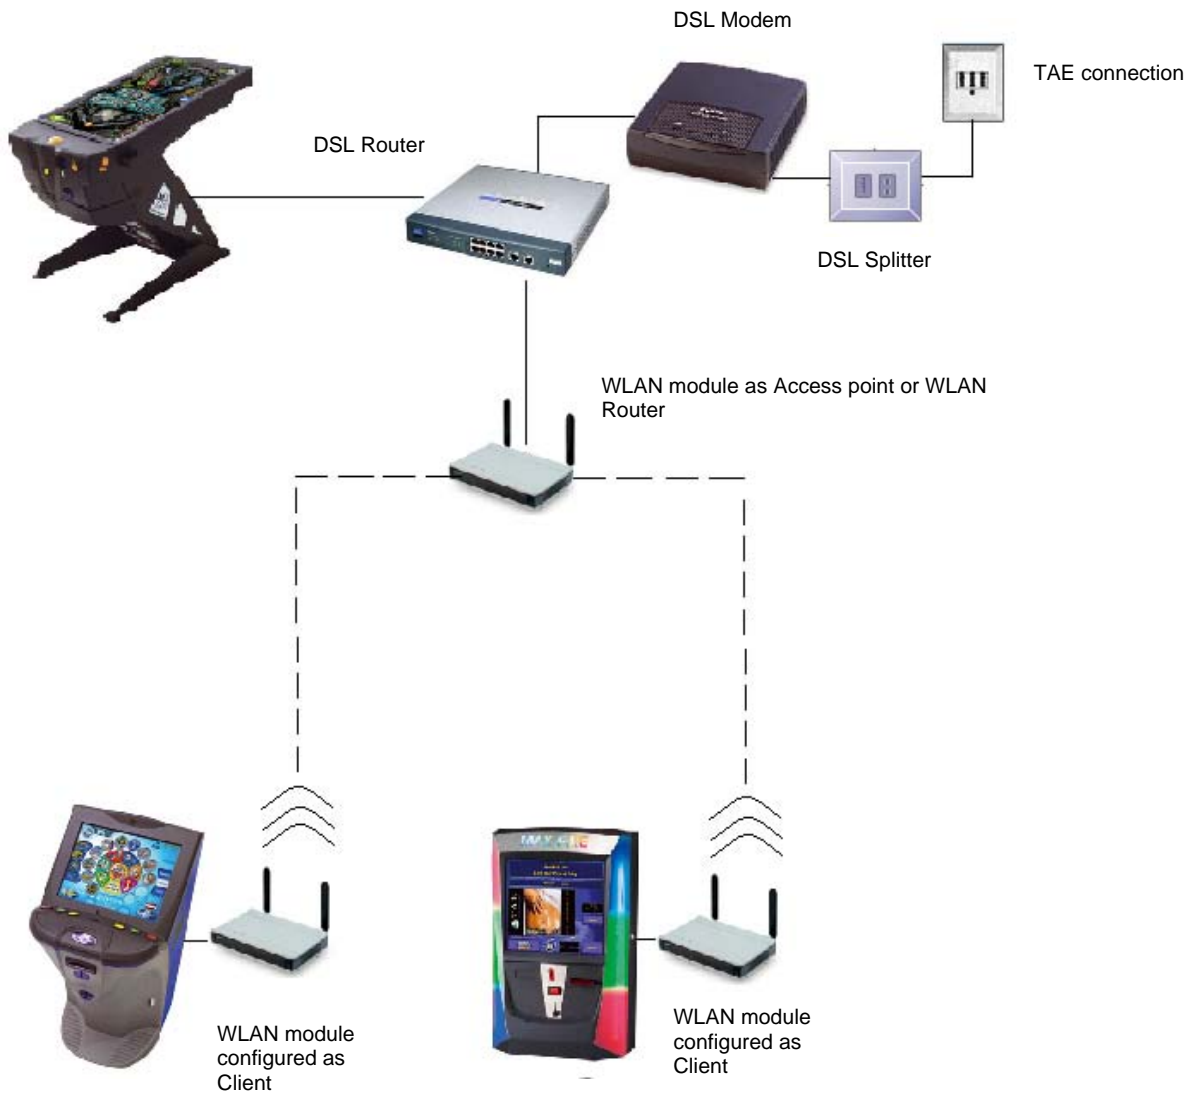 DSL Modem
TAE connection
DSL Router
DSL Splitter
WLAN module as Access point or WLAN
Router
WLAN module
configured as
Client
WLAN module
configured as
Client